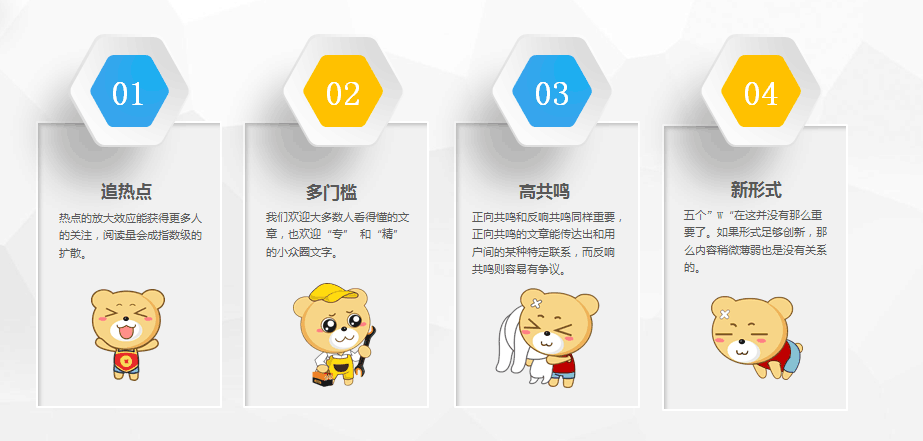 01
追热点
热点的放大效应能获得更多人
的关注，阅读量会成指数级的
扩散。
02
多门槛
我们欢迎大多数人看得懂的文
章，也欢迎“专” 和“精”
的小众圈文字。
03
高共鸣
正向共鸣和反响共鸣同样重要，
正向共鸣的文章能传达出和用
户间的某种特定联系，而反响
共鸣则容易有争议。
04
新形式
五个”W“在这并没有那么重
要了。如果形式足够创新，那
么内容稍微薄弱也是没有关系
的。